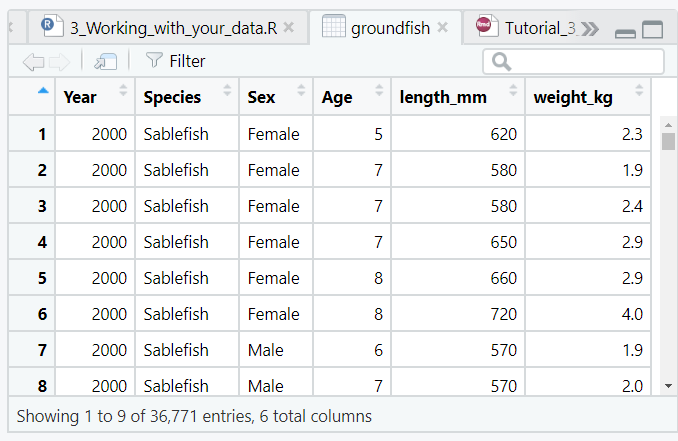 3_Working_with_your_data.R groundfish Rmd Tutorial_3
Filter
Year Species Sex Age length_mm weight_kg
1 2000 Sablefish Female 5 620 2.3
2 2000 Sablefish Female 7 580 1.9
3 2000 Sablefish Female 7 580 2.4
4 2000 Sablefish Female 7 650 2.9
5 2000 Sablefish Female 8 660 2.9
6 2000 Sablefish Female 8 720 4.0
7 2000 Sablefish Male 6 570 1.9
8 2000 Sablefish Male 7 570 2.0
Showing 1 to 9 of 36,771 entries, 6 total columns